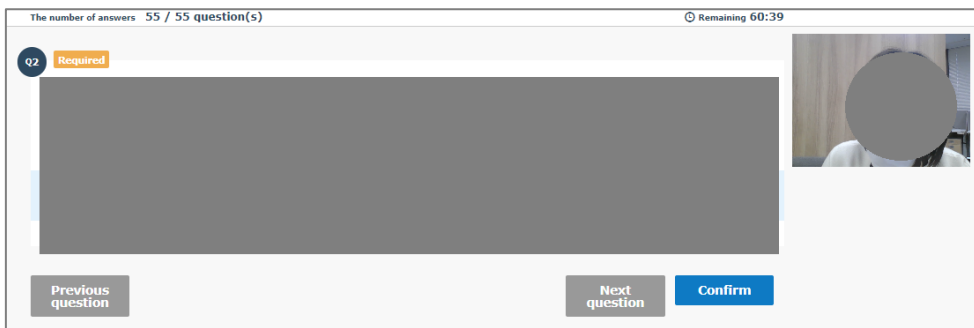 The number of answers 55 / 55 question(s)
Remaining 60:39
Q2 Required
Previous
question
Next
question
Confirm